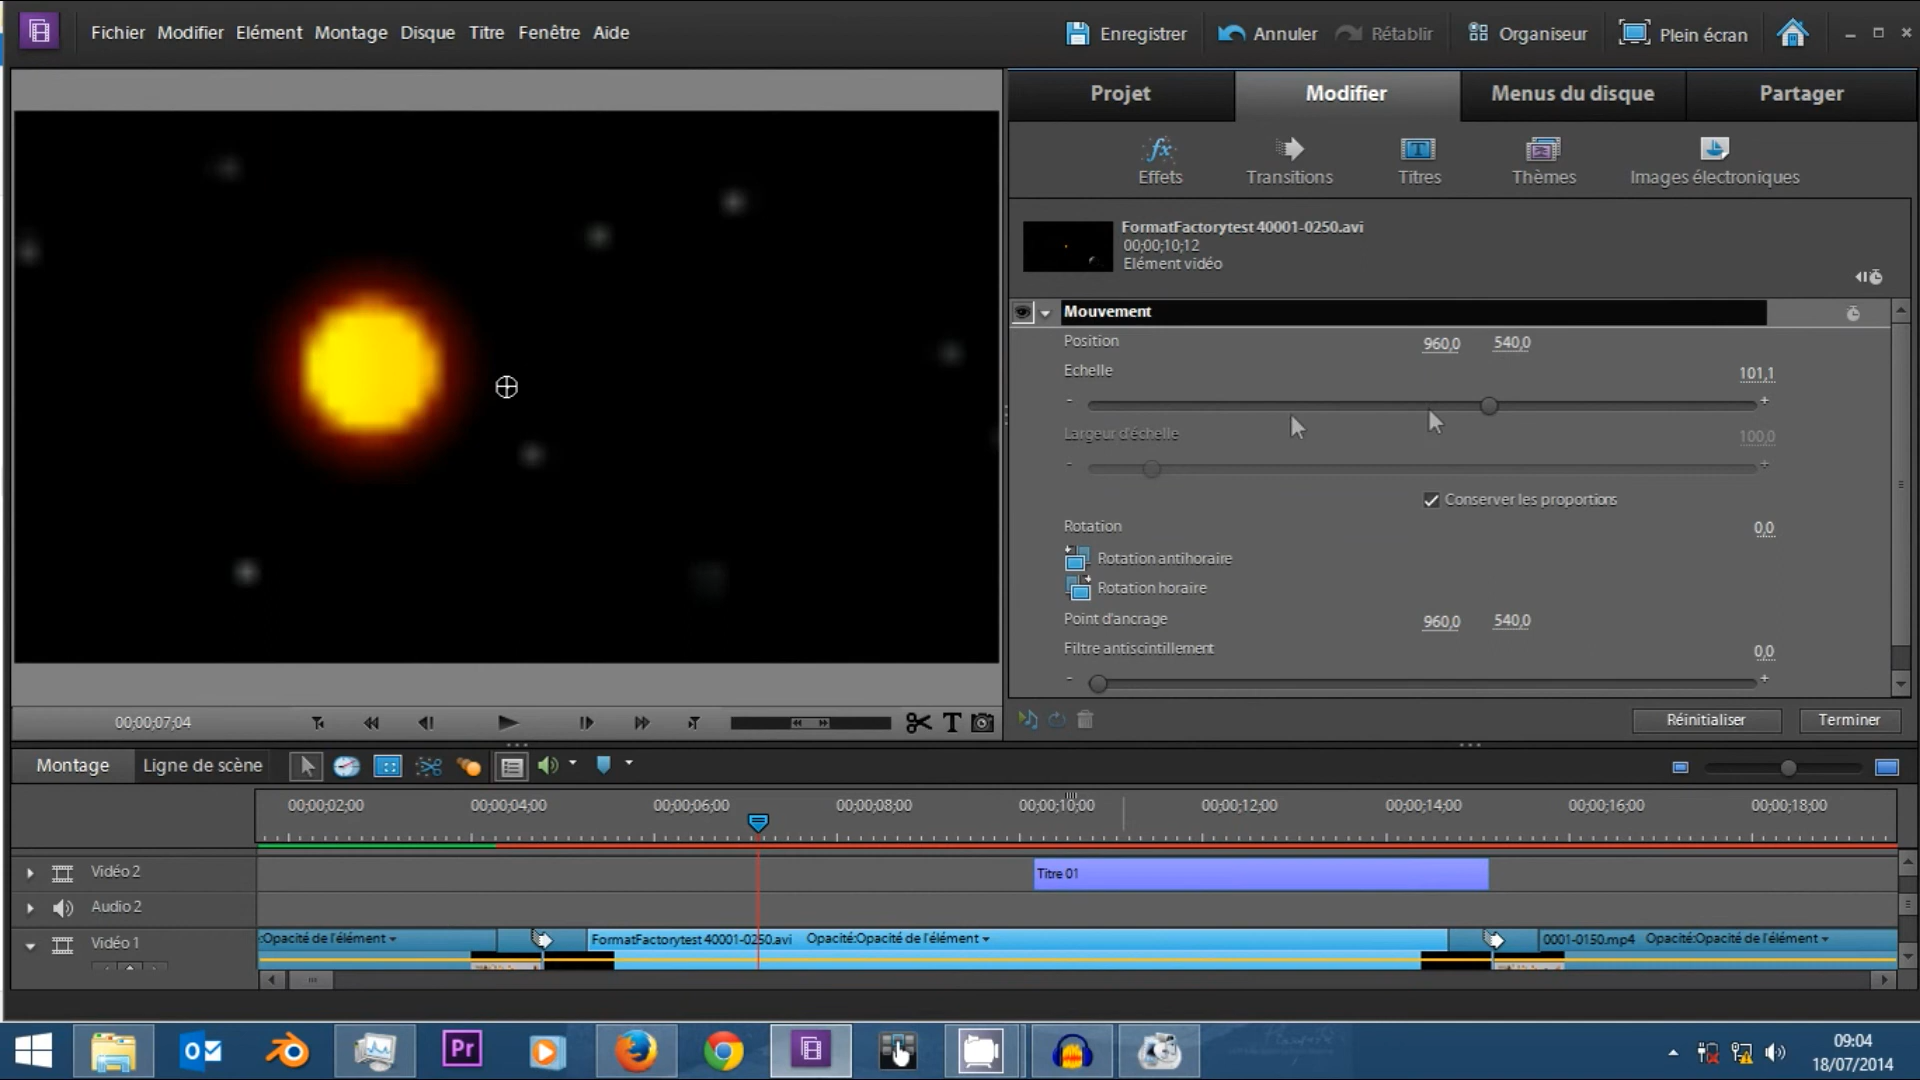 Fichier Modifier Elément Montage Disque Titre Fenêtre Aide
Enregistrer Annuler Rétablir Organiseur Plein écran
Projet Modifier Menus du disque Partager
Effets Transitions Titres Thèmes Images électroniques
FormatFactorytest 40001-0250.avi
00;00;10;12
Elément vidéo
Mouvement
Position 960,0 540,0
Echelle 101,1
- +
Largeur d'échelle 100,0
- +
Conserver les proportions
Rotation 0,0
Rotation antihoraire
Rotation horaire
Point d'ancrage 960,0 540,0
Filtre antiscintillement 0,0
- +
00;00;07;04
T
Réinitialiser Terminer
Montage Ligne de scène
00;00;02;00 00;00;04;00 00;00;06;00 00;00;08;00 00;00;10;00 00;00;12;00 00;00;14;00 00;00;16;00 00;00;18;00
Vidéo 2 Titre 01
Audio 2
Vidéo 1 :Opacité de l'élément FormatFactorytest 40001-0250.avi Opacité:Opacité de l'élément 0001-0150.mp4 Opacité:Opacité de l'élément
Pr
09:04
18/07/2014